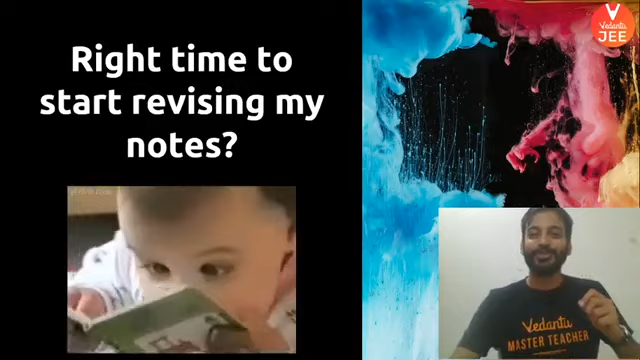 Right time to
start revising my
notes?
Vedantu
JEE
Vedantu
MASTER TEACHER